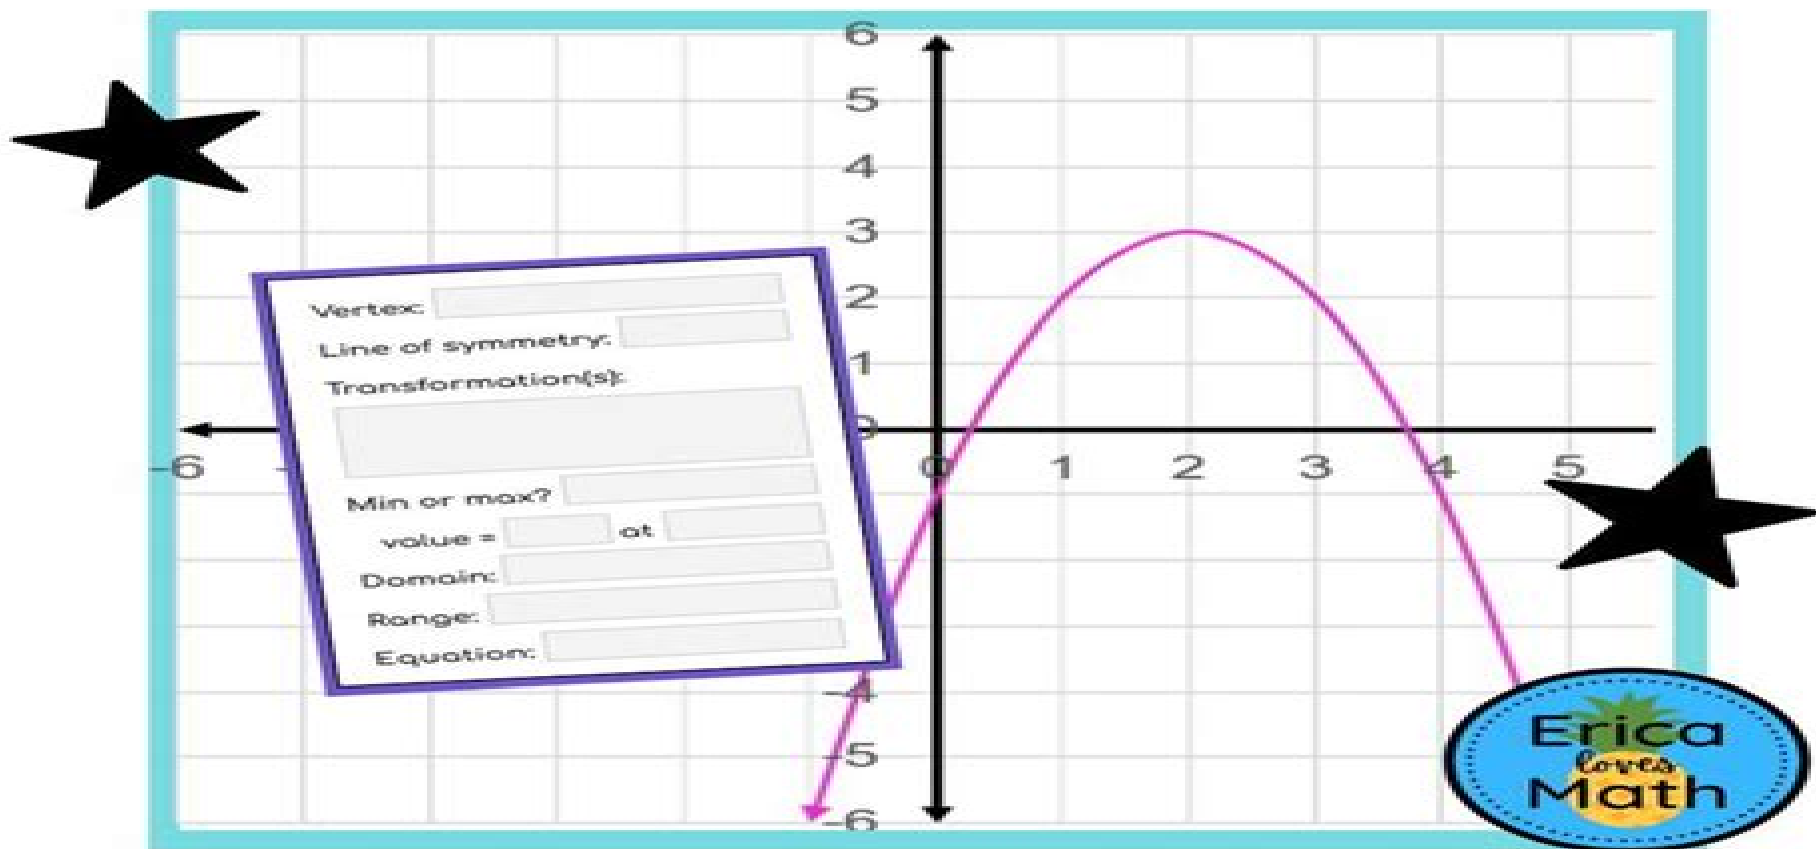 6
5
4
3
2
1
0
-6 0 1 2 3 4 5
-4
-5
-6
Vertex:
Line of symmetry:
Transformation(s):
Min or max?
value = at
Domain:
Range:
Equation:
Erica
loves
Math